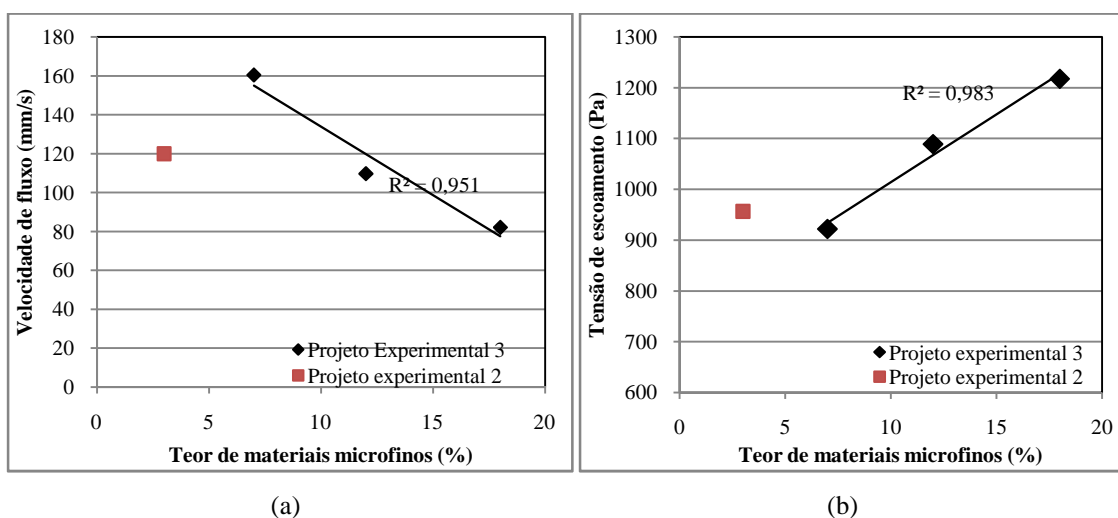 180
160
140
120
100
80
60
40
20
0
Velocidade de fluxo (mm/s)
R² = 0,951
Projeto Experimental 3
Projeto experimental 2
0 5 10 15 20
Teor de materiais microfinos (%)
(a)
1300
1200
1100
1000
900
800
700
600
Tensão de escoamento (Pa)
R² = 0,983
Projeto experimental 3
Projeto experimental 2
0 5 10 15 20
Teor de materiais microfinos (%)
(b)